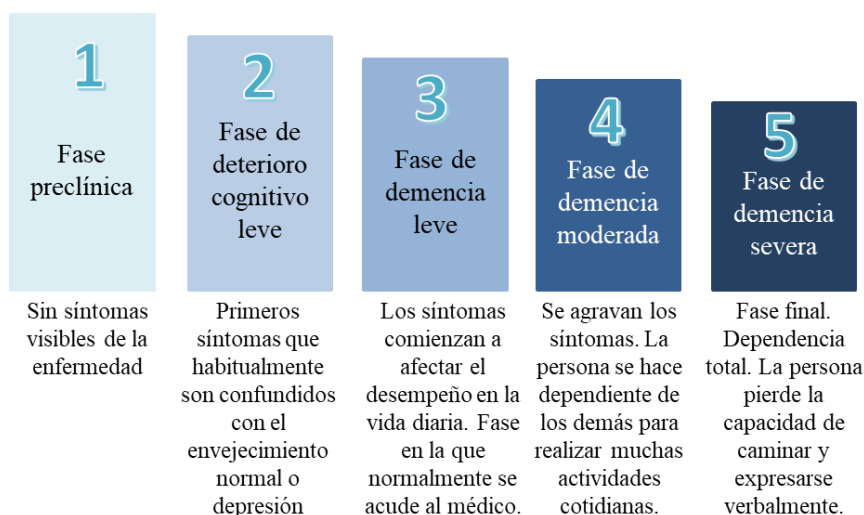 1
Fase
preclínica
Sin síntomas
visibles de la
enfermedad
2
Fase de
deterioro
cognitivo
leve
Primeros
síntomas que
habitualmente
son confundidos
con el
envejecimiento
normal o
depresión
3
Fase de
demencia
leve
Los síntomas
comienzan a
afectar el
desempeño en la
vida diaria. Fase
en la que
normalmente se
acude al médico.
4
Fase de
demencia
moderada
Se agravan los
síntomas. La
persona se hace
dependiente de
los demás para
realizar muchas
actividades
cotidianas.
5
Fase de
demencia
severa
Fase final.
Dependencia
total. La persona
pierde la
capacidad de
caminar y
expresarse
verbalmente.